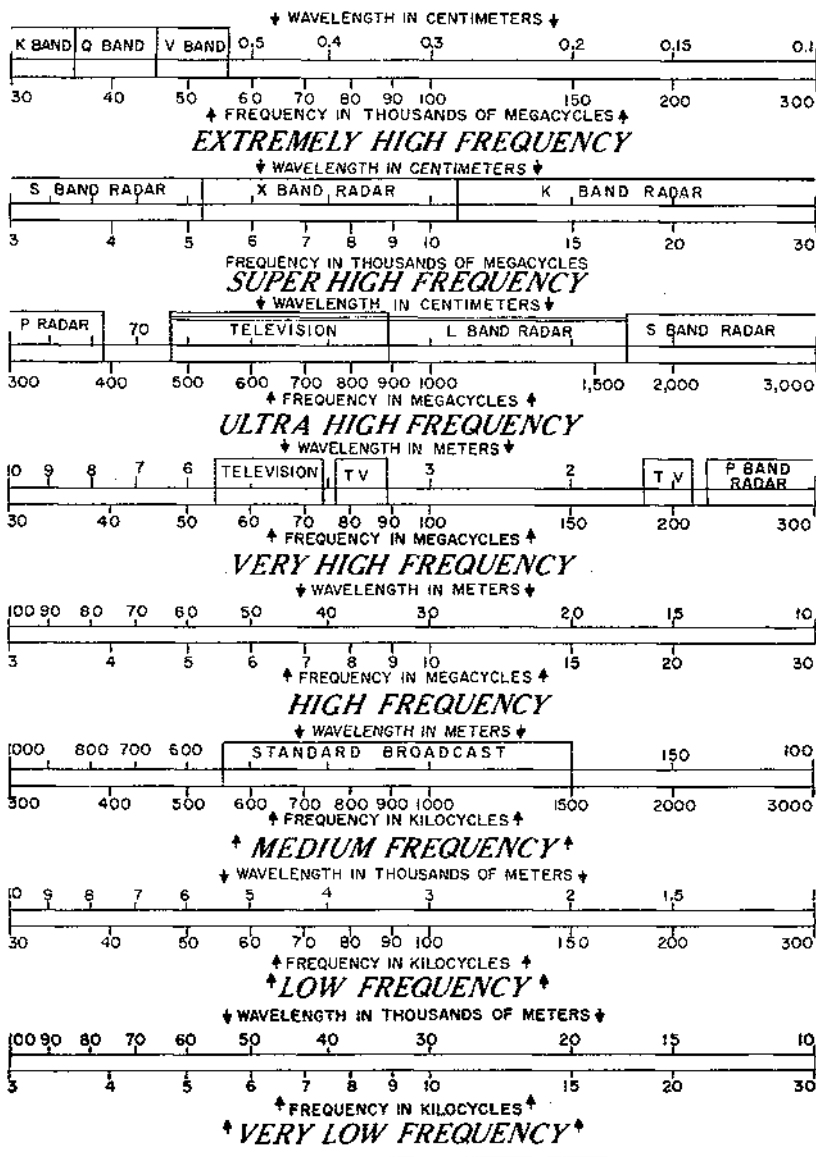 ↓ WAVELENGTH IN CENTIMETERS ↓
K BAND Q BAND V BAND 0.5 0.4 0.3 0.2 0.15 0.1
30 40 50 60 70 80 90 100 150 200 300
↑ FREQUENCY IN THOUSANDS OF MEGACYCLES ↑
EXTREMELY HIGH FREQUENCY
↓ WAVELENGTH IN CENTIMETERS ↓
S BAND RADAR X BAND RADAR K BAND RADAR
3 4 5 6 7 8 9 10 15 20 30
FREQUENCY IN THOUSANDS OF MEGACYCLES
SUPER HIGH FREQUENCY
↓ WAVELENGTH IN CENTIMETERS ↓
P RADAR 70 TELEVISION L BAND RADAR S BAND RADAR
300 400 500 600 700 800 900 1000 1,500 2,000 3,000
↑ FREQUENCY IN MEGACYCLES ↑
ULTRA HIGH FREQUENCY
↓ WAVELENGTH IN METERS ↓
10 9 8 7 6 TELEVISION TV 3 2 TV P BAND RADAR
30 40 50 60 70 80 90 100 150 200 300
↑ FREQUENCY IN MEGACYCLES ↑
VERY HIGH FREQUENCY
↓ WAVELENGTH IN METERS ↓
100 90 80 70 60 50 40 30 20 15 10
3 4 5 6 7 8 9 10 15 20 30
↑ FREQUENCY IN MEGACYCLES ↑
HIGH FREQUENCY
↓ WAVELENGTH IN METERS ↓
1000 800 700 600 STANDARD BROADCAST 150 100
300 400 500 600 700 800 900 1000 1500 2000 3000
↑ FREQUENCY IN KILOCYCLES ↑
↑ MEDIUM FREQUENCY ↑
↓ WAVELENGTH IN THOUSANDS OF METERS ↓
10 9 8 7 6 5 4 3 2 1.5 1
30 40 50 60 70 80 90 100 150 200 300
↑ FREQUENCY IN KILOCYCLES ↑
↑ LOW FREQUENCY ↑
↓ WAVELENGTH IN THOUSANDS OF METERS ↓
100 90 80 70 60 50 40 30 20 15 10
3 4 5 6 7 8 9 10 15 20 30
↑ FREQUENCY IN KILOCYCLES ↑
↑ VERY LOW FREQUENCY ↑